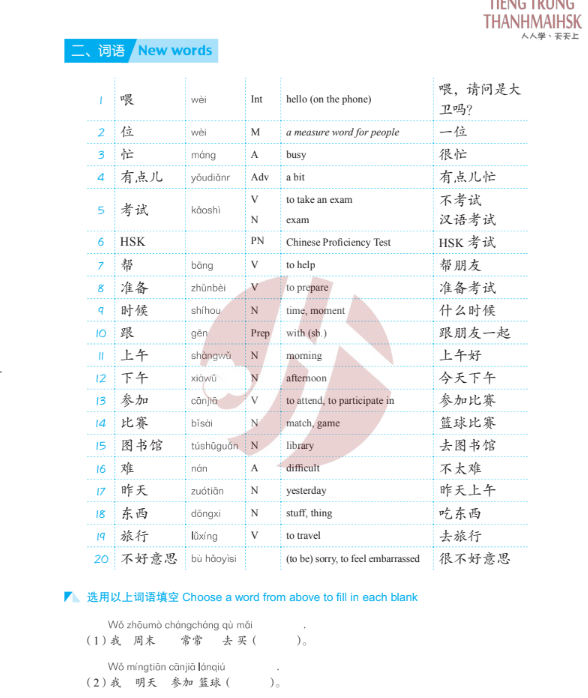 TIẾNG TRUNG
THANHMAIHSK
人人学·天天上
二、词语 New words
1 喂 wèi Int hello (on the phone) 喂，请问是大
卫吗?
2 位 wèi M a measure word for people 一位
3 忙 máng A busy 很忙
4 有点儿 yǒudiǎnr Adv a bit 有点儿忙
5 考试 kǎoshì V to take an exam 不考试
N exam 汉语考试
6 HSK PN Chinese Proficiency Test HSK 考试
7 帮 bāng V to help 帮朋友
8 准备 zhǔnbèi V to prepare 准备考试
9 时候 shíhou N time, moment 什么时候
10 跟 gēn Prep with (sb.) 跟朋友一起
11 上午 shàngwǔ N morning 上午好
12 下午 xiàwǔ N afternoon 今天下午
13 参加 cānjiā V to attend, to participate in 参加比赛
14 比赛 bǐsài N match, game 篮球比赛
15 图书馆 túshūguǎn N library 去图书馆
16 难 nán A difficult 不太难
17 昨天 zuótiān N yesterday 昨天上午
18 东西 dōngxi N stuff, thing 吃东西
19 旅行 lǚxíng V to travel 去旅行
20 不好意思 bù hǎoyìsi (to be) sorry, to feel embarrassed 很不好意思
选用以上词语填空 Choose a word from above to fill in each blank
Wǒ zhōumò chángcháng qù mǎi .
(1) 我 周末 常常 去 买 ( )。
Wǒ míngtiān cānjiā lánqiú .
(2) 我 明天 参加 篮球 ( )。